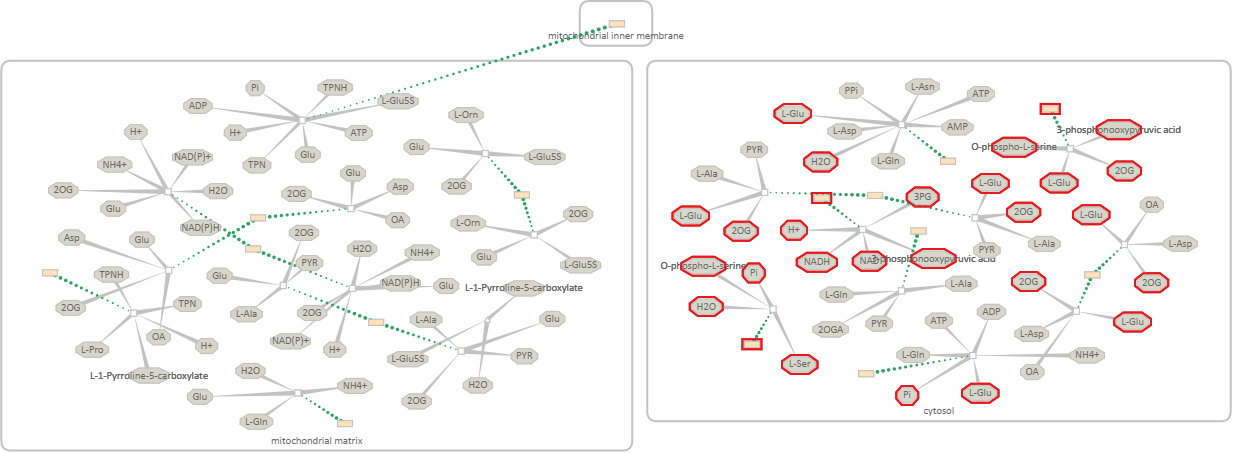 mitochondrial inner membrane
Pi
TPNH
L-Glu5S
ADP
H+
ATP
TPN
Glu
H+
NAD(P)+
NH4+
2OG
H2O
Glu
NAD(P)H
L-Orn
Glu
L-Glu5S
2OG
Glu
2OG
Asp
OA
L-Orn
2OG
Glu
L-Glu5S
Asp
Glu
TPNH
2OG
TPN
OA
L-Pro
H+
L-1-Pyrroline-5-carboxylate
2OG
PYR
Glu
L-Ala
H2O
NH4+
NAD(P)H
Glu
2OG
NAD(P)+
H+
L-1-Pyrroline-5-carboxylate
L-Ala
Glu
L-Glu5S
PYR
H2O
2OG
H2O
NH4+
Glu
L-Gln
mitochondrial matrix
PPi
L-Asn
ATP
L-Glu
L-Asp
AMP
H2O
L-Gln
3-phosphonooxypyruvic acid
O-phospho-L-serine
2OG
L-Glu
PYR
L-Ala
L-Glu
2OG
L-Glu
2OG
PYR
L-Ala
3PG
H+
NADH
NAD
3-phosphonooxypyruvic acid
OA
L-Glu
L-Asp
2OG
O-phospho-L-serine
Pi
H2O
L-Ser
L-Gln
L-Ala
2OGA
PYR
2OG
L-Asp
L-Glu
OA
NH4+
ATP
ADP
L-Gln
Pi
L-Glu
cytosol